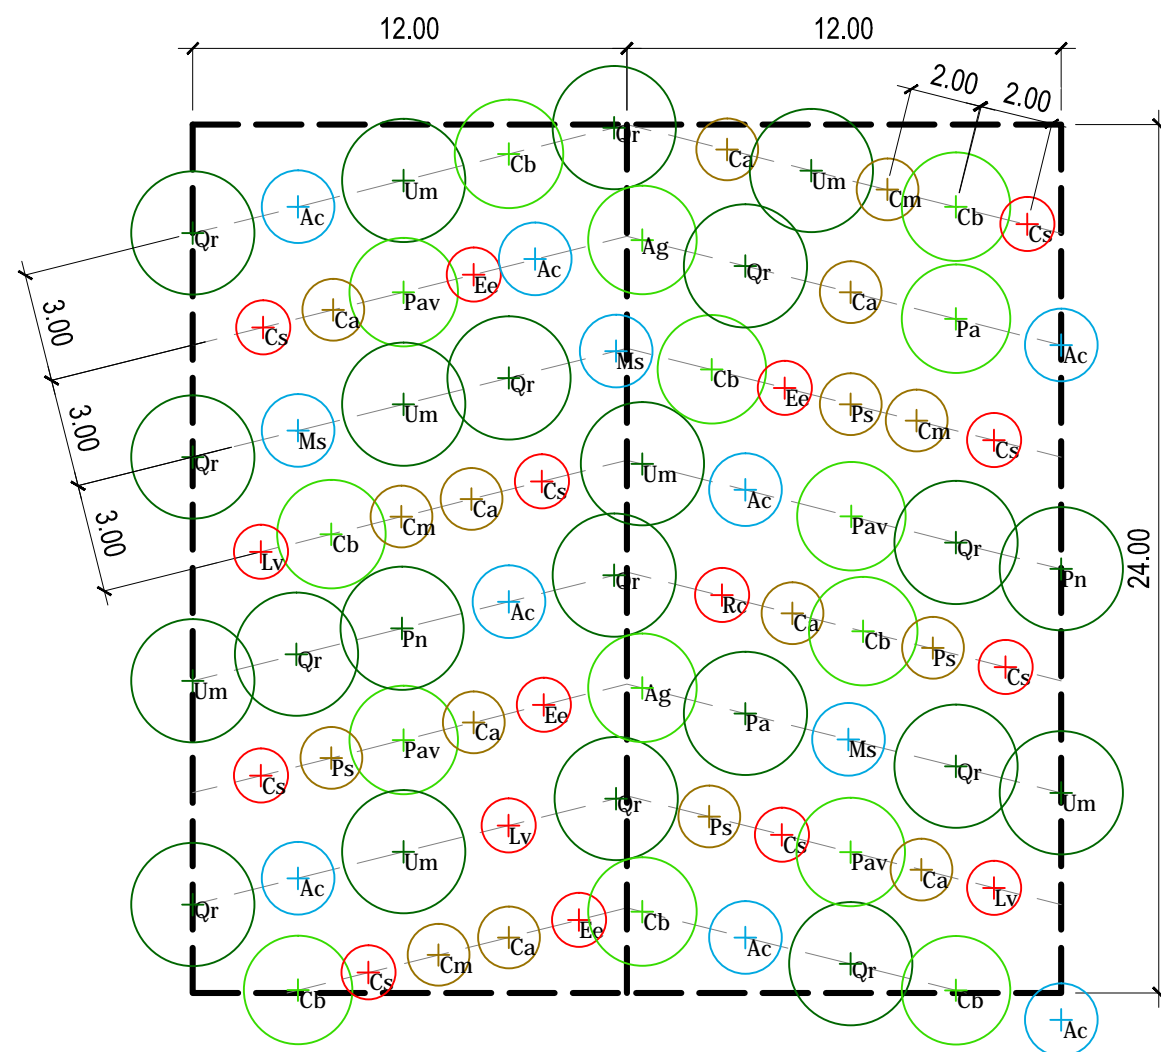 12.00 12.00
2.00 2.00
Qr Ca Um Cm Cb Cs
Qr Ac Um Cb
Ag Qr Ca Pa Ac
Cs Ca Pav Ee Ac
3.00
Ms Cb Ee Ps Cm Cs
Qr Ms Um Qr
3.00
Um Ac Pav Qr Pn
Lv Cb Cm Ca Cs
3.00
24.00
Qr Rc Ca Cb Ps Cs
Um Qr Pn Ac
Ag Pa Ms Qr Um
Cs Ps Pav Ca Ee
Qr Ps Cs Pav Ca Lv
Qr Ac Um Lv
Cb Ac Qr Cb Ac
Cb Cs Cm Ca Ee